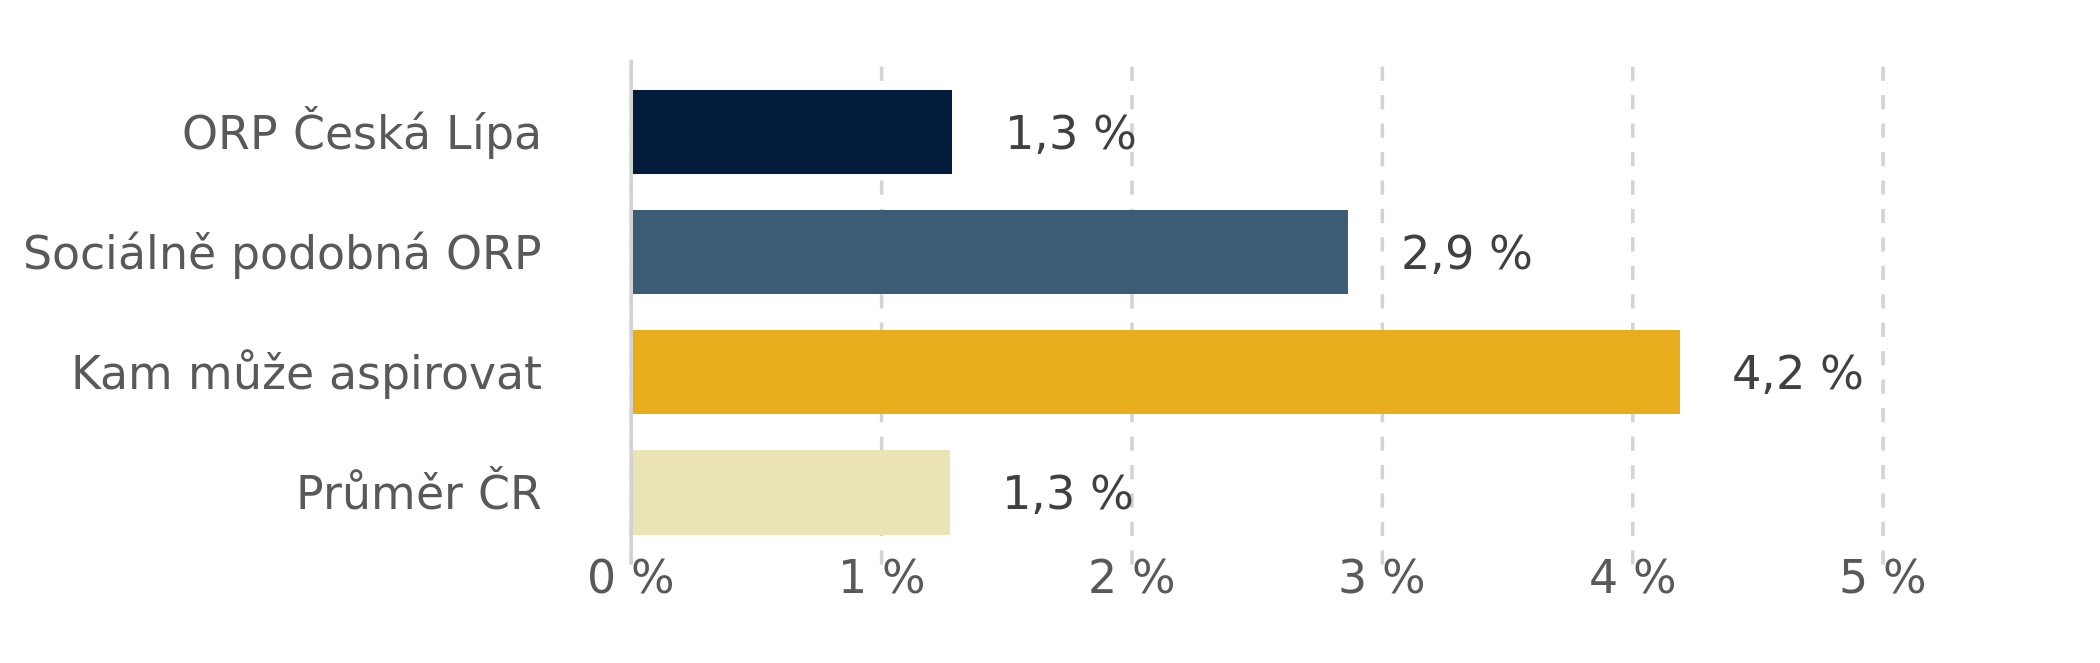 ORP Česká Lípa 1,3 %
Sociálně podobná ORP 2,9 %
Kam může aspirovat 4,2 %
Průměr ČR 1,3 %
0 % 1 % 2 % 3 % 4 % 5 %